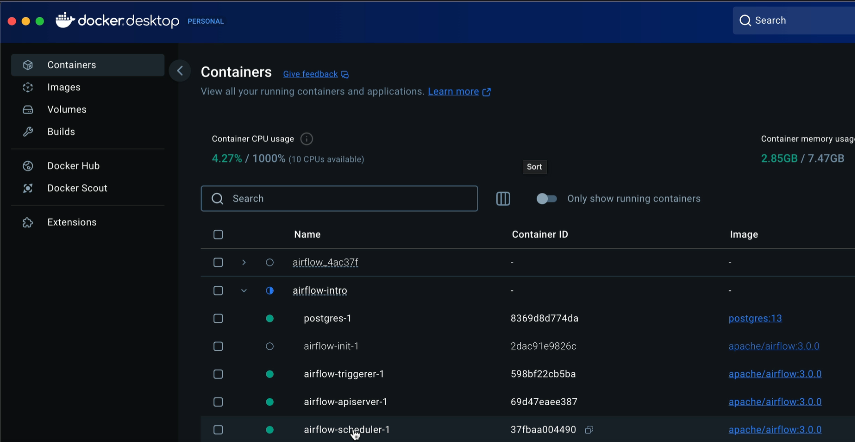 docker.desktop PERSONAL
Search
Containers
Images
Volumes
Builds
Docker Hub
Docker Scout
Extensions
Containers Give feedback
View all your running containers and applications. Learn more
Container CPU usage
4.27% / 1000% (10 CPUs available)
Container memory usage
2.85GB / 7.47GB
Sort
Search
Only show running containers
Name Container ID Image
airflow_4ac37f - -
airflow-intro - -
postgres-1 8369d8d774da postgres:13
airflow-init-1 2dac91e9826c apache/airflow:3.0.0
airflow-triggerer-1 598bf22cb5ba apache/airflow:3.0.0
airflow-apiserver-1 69d47eaee387 apache/airflow:3.0.0
airflow-scheduler-1 37fbaa004490 apache/airflow:3.0.0